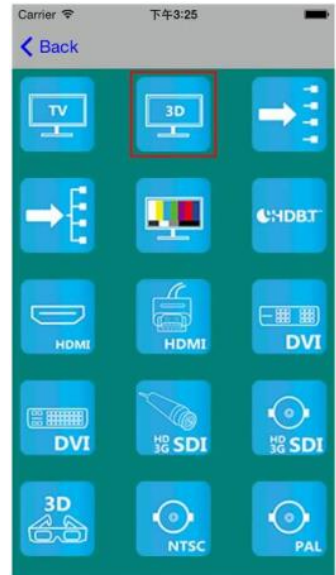 Carrier 下午3:25
Back
TV 3D
HDBT
HDMI HDMI DVI
DVI HD 3G SDI HD 3G SDI
3D NTSC PAL